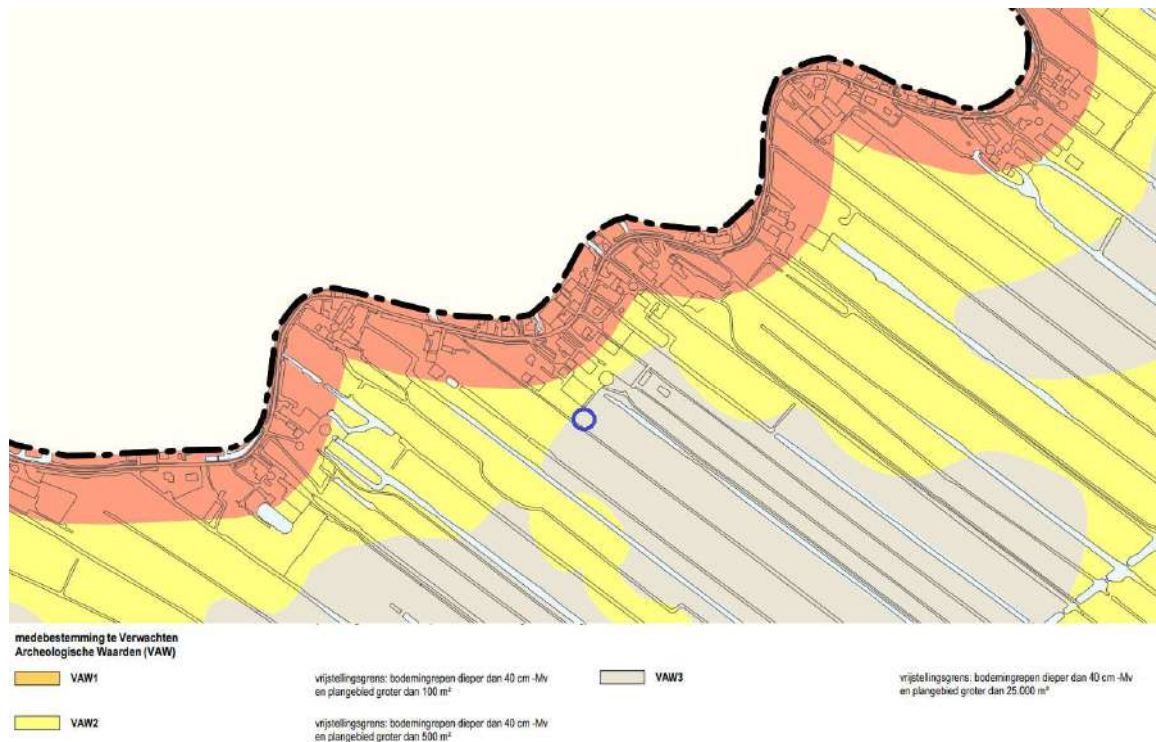 medebestemming te Verwachten
Archeologische Waarden (VAW)
VAW1
vrijstellingsgrens: bodemingrepen dieper dan 40 cm -Mv
en plangebied groter dan 100 m²
VAW3
vrijstellingsgrens: bodemingrepen dieper dan 40 cm -Mv
en plangebied groter dan 25.000 m²
VAW2
vrijstellingsgrens: bodemingrepen dieper dan 40 cm -Mv
en plangebied groter dan 500 m²